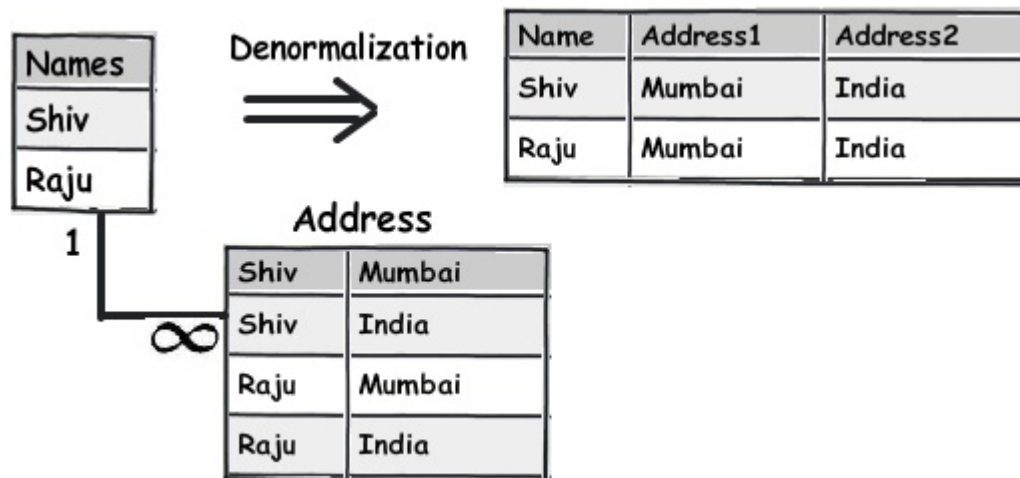 Names
Shiv
Raju
1
∞
Denormalization
Name Address1 Address2
Shiv Mumbai India
Raju Mumbai India
Address
Shiv Mumbai
Shiv India
Raju Mumbai
Raju India